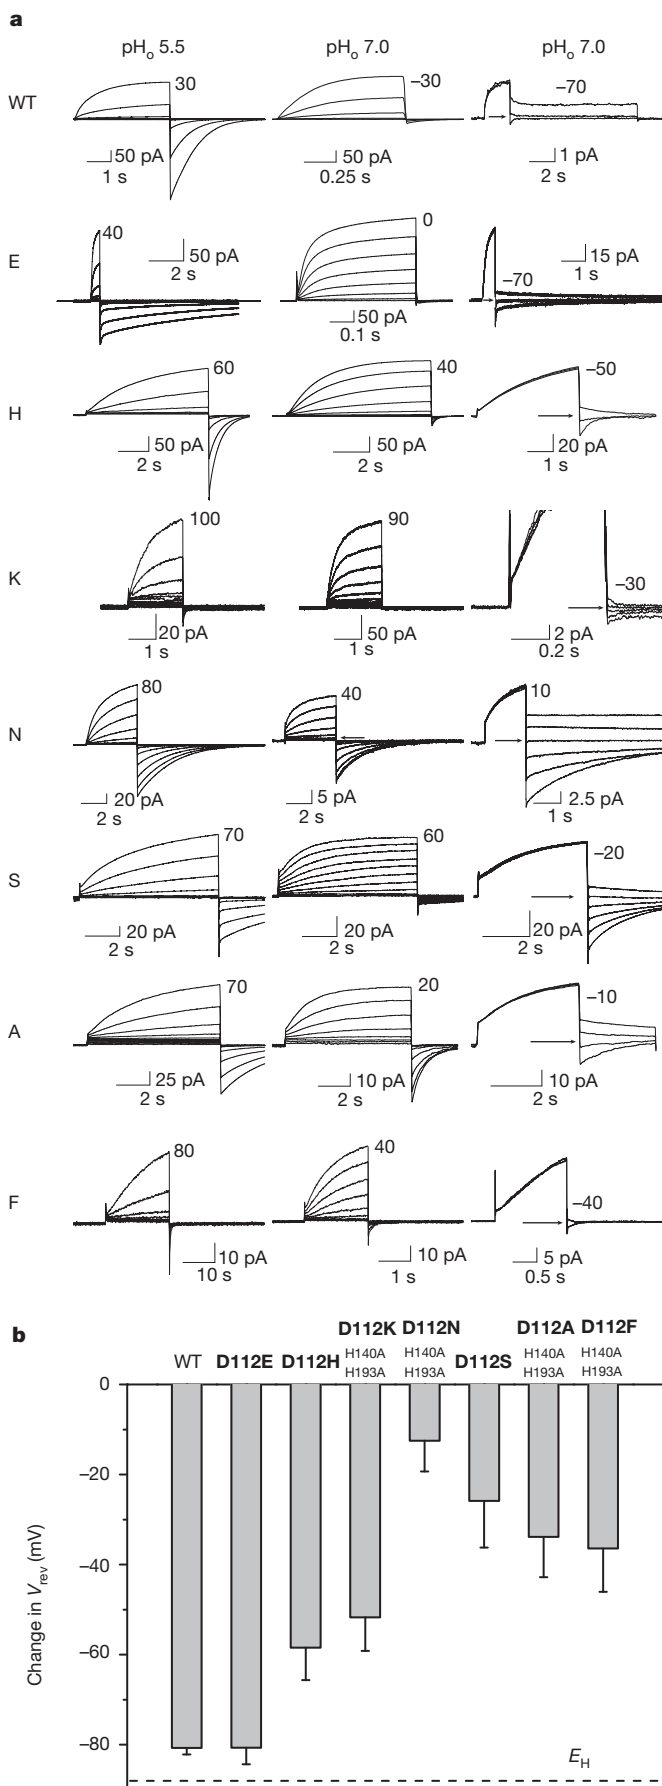 a
pHo 5.5 pHo 7.0 pHo 7.0
WT 30 –30 –70
50 pA 50 pA 1 pA
1 s 0.25 s 2 s
E 40 0 –70
50 pA 15 pA
2 s 1 s
50 pA
0.1 s
H 60 40 –50
50 pA 50 pA 20 pA
2 s 2 s 1 s
K 100 90 –30
20 pA 50 pA 2 pA
1 s 1 s 0.2 s
N 80 40 10
20 pA 5 pA 2.5 pA
2 s 2 s 1 s
S 70 60 –20
20 pA 20 pA 20 pA
2 s 2 s 2 s
A 70 20 –10
25 pA 10 pA 10 pA
2 s 2 s 2 s
F 80 40 –40
10 pA 10 pA 5 pA
10 s 1 s 0.5 s
b
D112K D112N D112A D112F
WT D112E D112H H140A H140A D112S H140A H140A
H193A H193A H193A H193A
0
–20
–40
–60
–80
Change in Vrev (mV)
EH